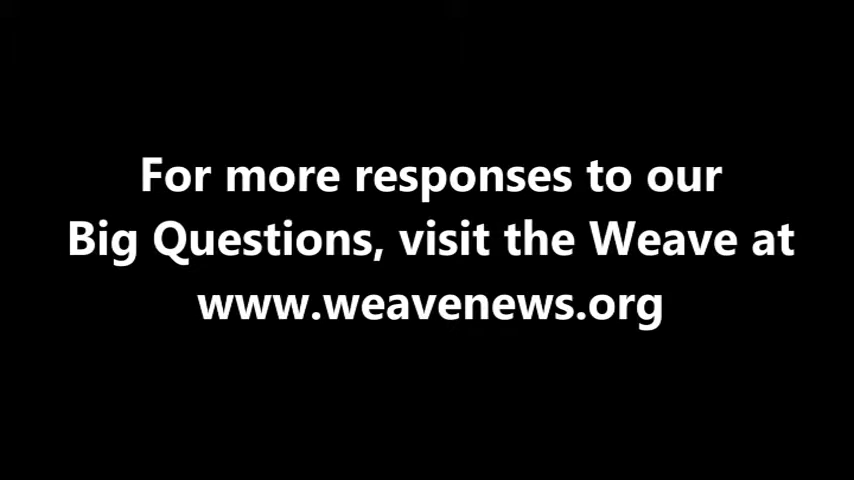 For more responses to our
Big Questions, visit the Weave at
www.weavenews.org